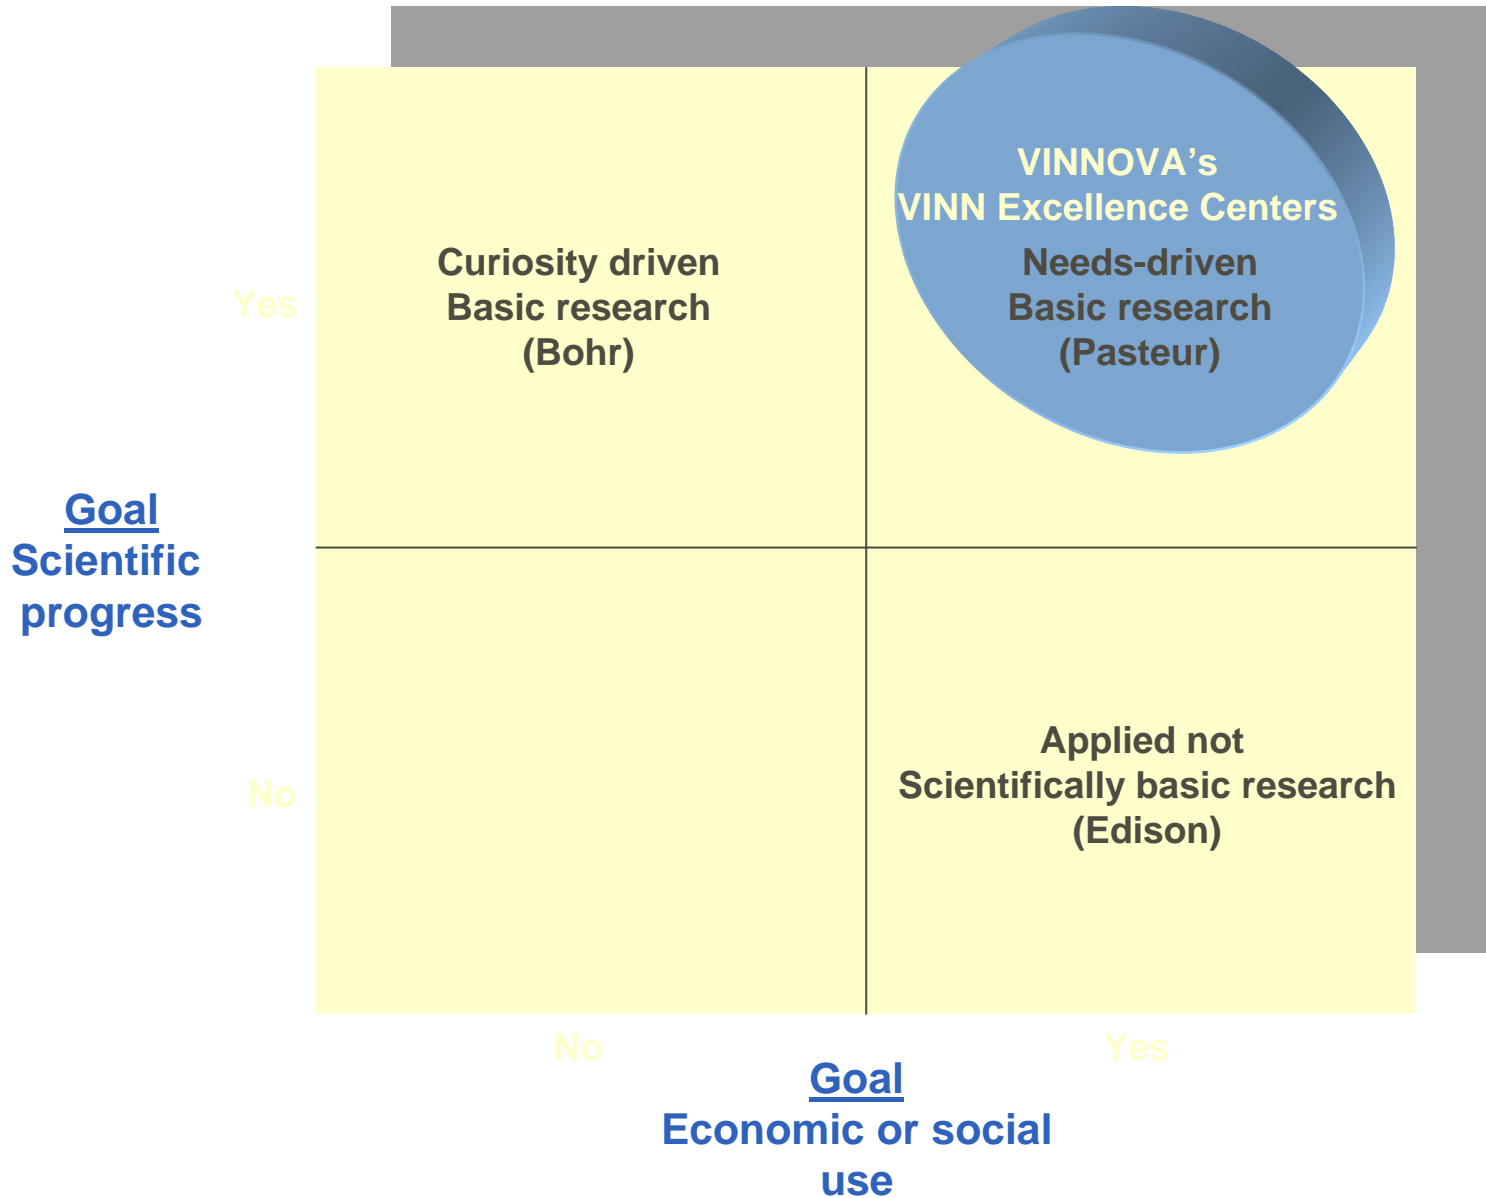 VINNOVA’s
VINN Excellence Centers
Curiosity driven
Basic research
(Bohr)
Needs-driven
Basic research
(Pasteur)
Yes
Goal
Scientific
progress
Applied not
Scientifically basic research
(Edison)
No
No
Yes
Goal
Economic or social
use